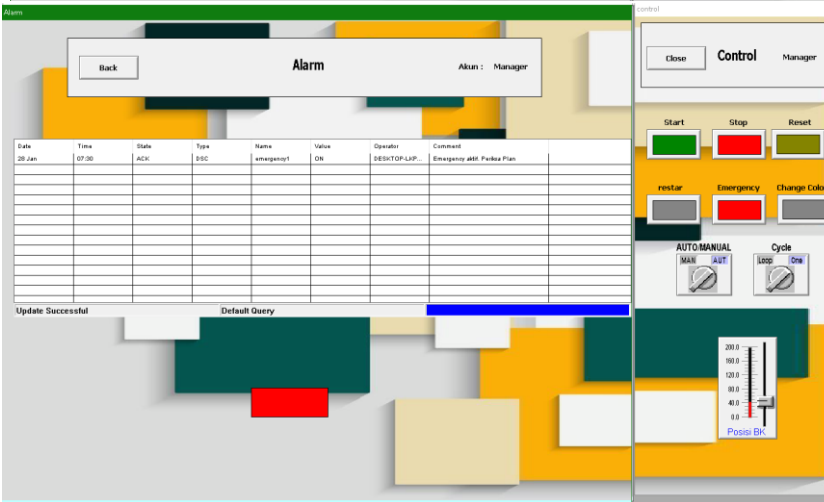 Alarm
control
Back
Alarm
Akun : Manager
Close
Control
Manager
Start
Stop
Reset
Date Time State Type Name Value Operator Comment
28 Jan 07:30 ACK DSC emergency1 ON DESKTOP-LKP... Emergency aktif. Periksa Plan
restar
Emergency
Change Colo
AUTO/MANUAL
Cycle
MAN AUT
Loop One
Update Successful
Default Query
200.0
160.0
120.0
80.0
40.0
0.0
Posisi BK